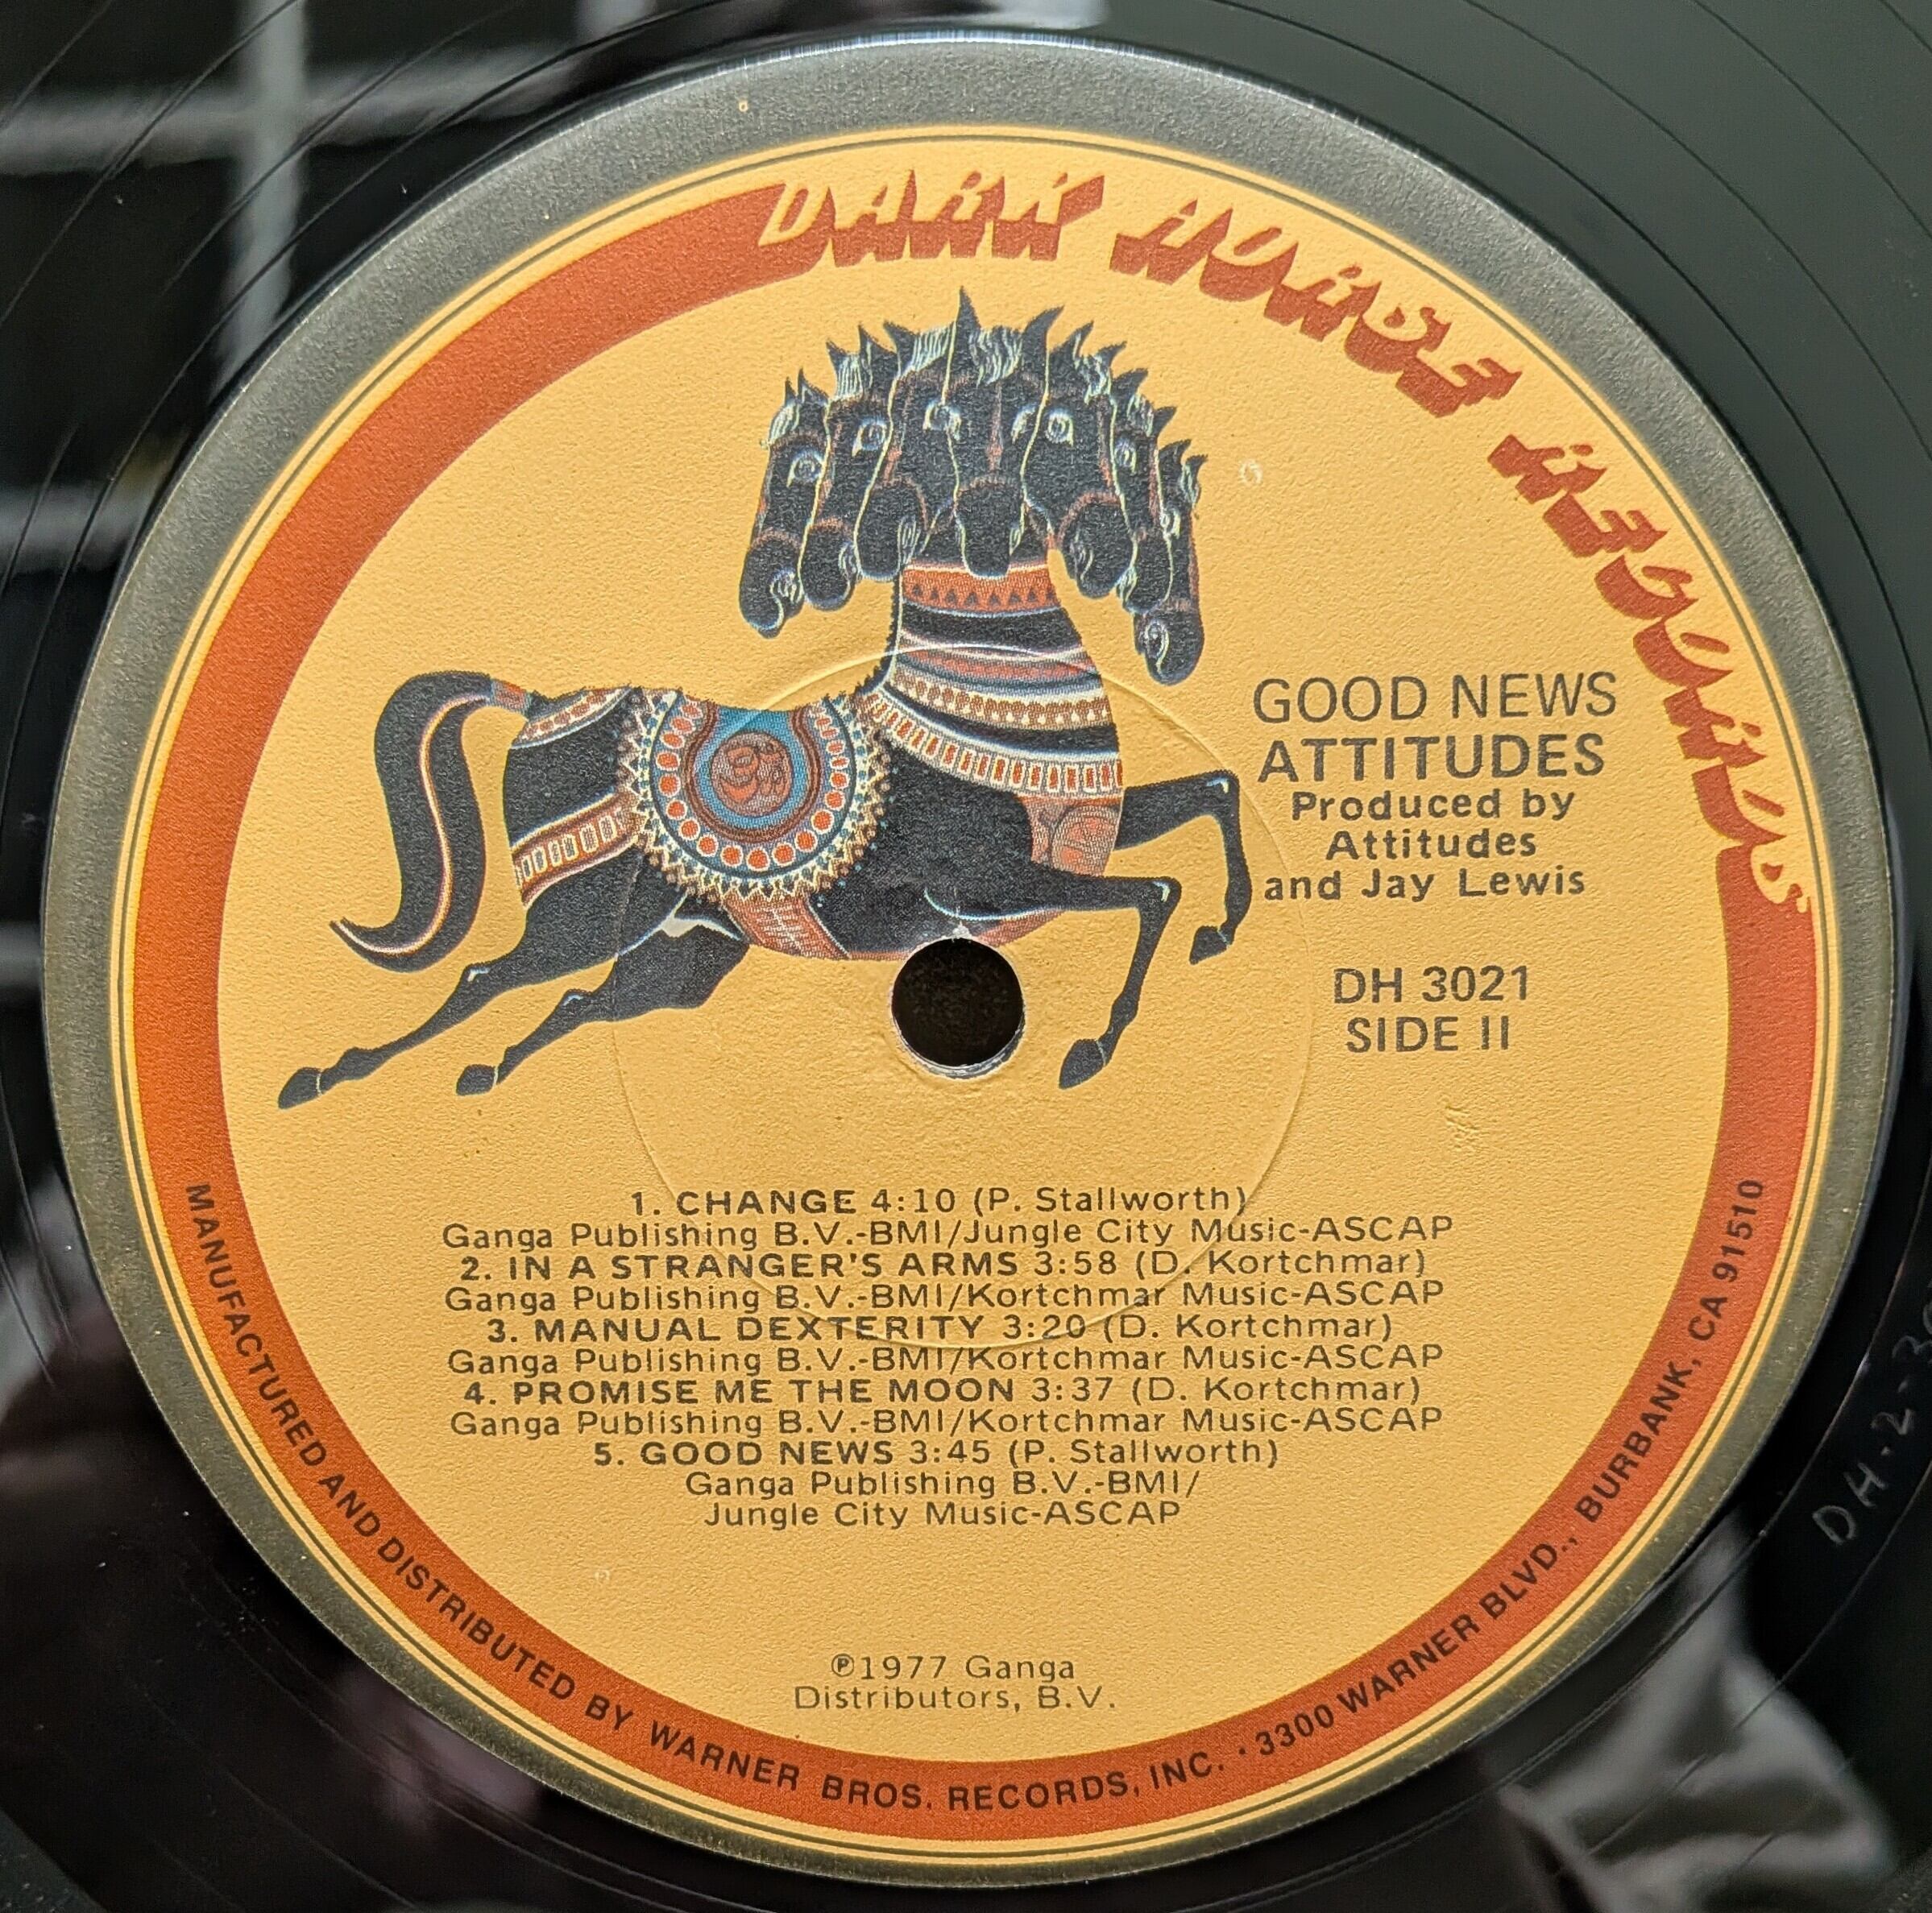 DARK HORSE RECORDS
GOOD NEWS
ATTITUDES
Produced by
Attitudes
and Jay Lewis
DH 3021
SIDE II
1. CHANGE 4:10 (P. Stallworth)
Ganga Publishing B.V.-BMI/Jungle City Music-ASCAP
2. IN A STRANGER'S ARMS 3:58 (D. Kortchmar)
Ganga Publishing B.V.-BMI/Kortchmar Music-ASCAP
3. MANUAL DEXTERITY 3:20 (D. Kortchmar)
Ganga Publishing B.V.-BMI/Kortchmar Music-ASCAP
4. PROMISE ME THE MOON 3:37 (D. Kortchmar)
Ganga Publishing B.V.-BMI/Kortchmar Music-ASCAP
5. GOOD NEWS 3:45 (P. Stallworth)
Ganga Publishing B.V.-BMI/
Jungle City Music-ASCAP
℗1977 Ganga
Distributors, B.V.
MANUFACTURED AND DISTRIBUTED BY WARNER BROS. RECORDS, INC. · 3300 WARNER BLVD., BURBANK, CA 91510